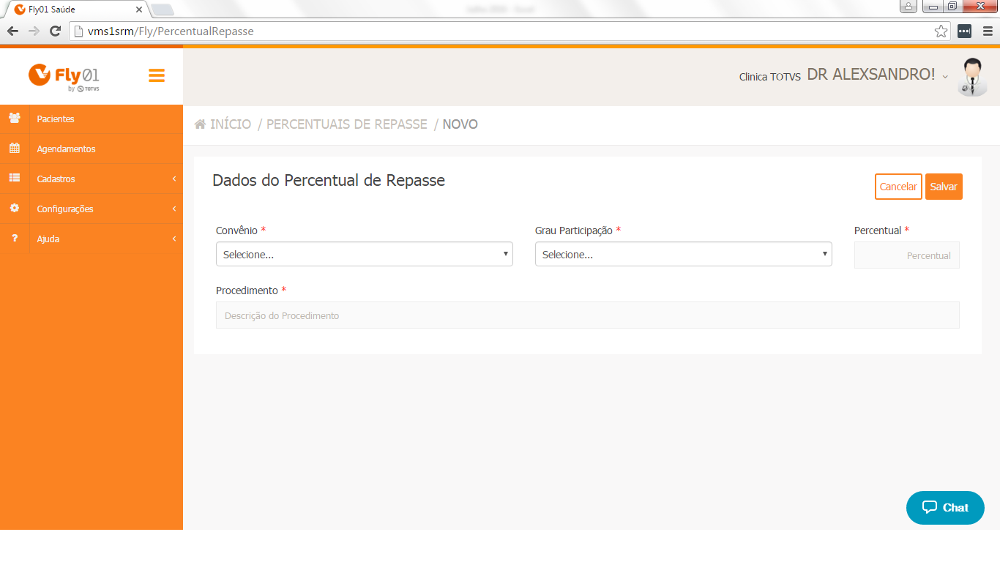 Fly01 Saúde
vms1srm/Fly/PercentualRepasse
Fly01
by TOTVS
Clinica TOTVS DR ALEXSANDRO!
Pacientes
Agendamentos
Cadastros
Configurações
Ajuda
INÍCIO / PERCENTUAIS DE REPASSE / NOVO
Dados do Percentual de Repasse
Cancelar Salvar
Convênio * Grau Participação * Percentual *
Selecione... Selecione... Percentual
Procedimento *
Descrição do Procedimento
Chat